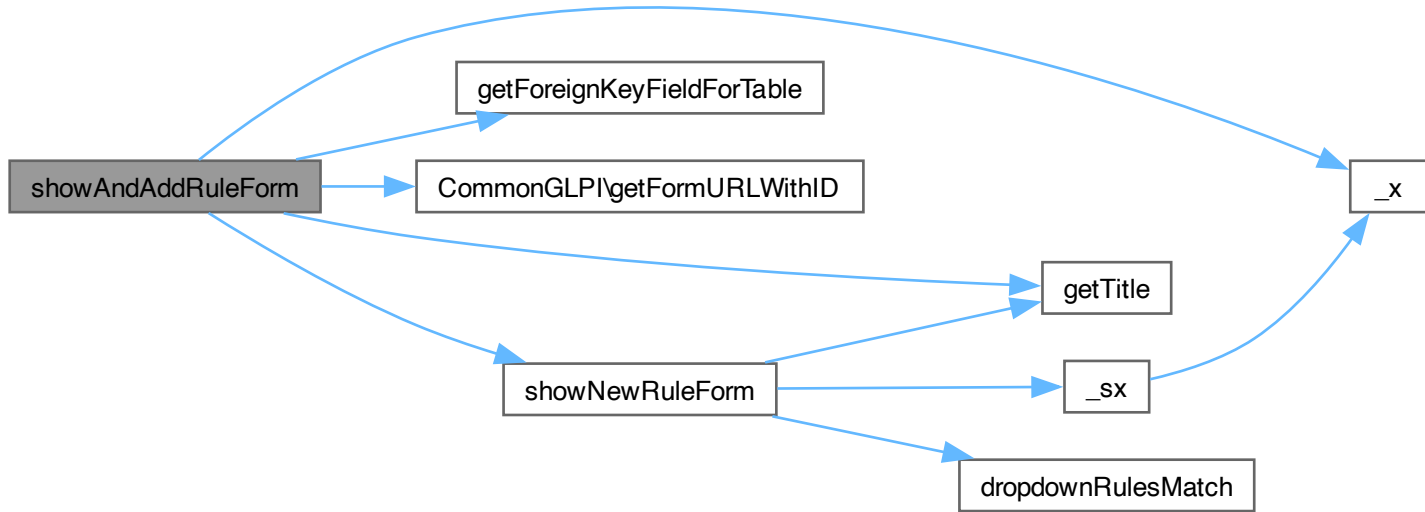 getForeignKeyFieldForTable
showAndAddRuleForm
CommonGLPI\getFormURLWithID
_x
getTitle
showNewRuleForm
_sx
dropdownRulesMatch